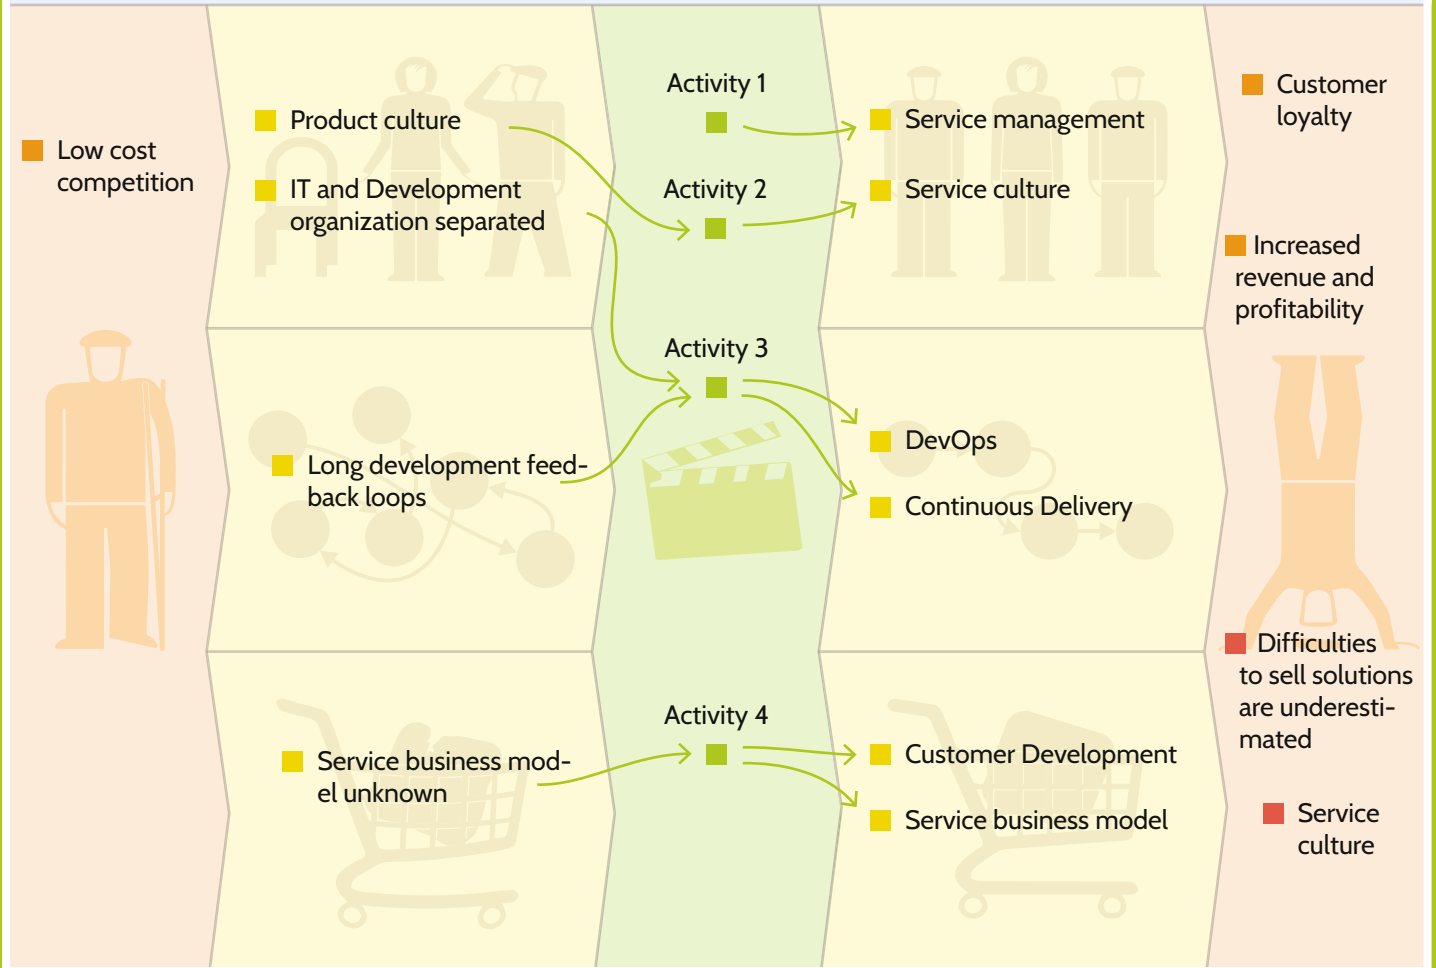 Low cost
competition
Product culture
IT and Development
organization separated
Long development feed-
back loops
Service business mod-
el unknown
Activity 1
Activity 2
Activity 3
Activity 4
Service management
Service culture
DevOps
Continuous Delivery
Customer Development
Service business model
Customer
loyalty
Increased
revenue and
profitability
Difficulties
to sell solutions
are underesti-
mated
Service
culture